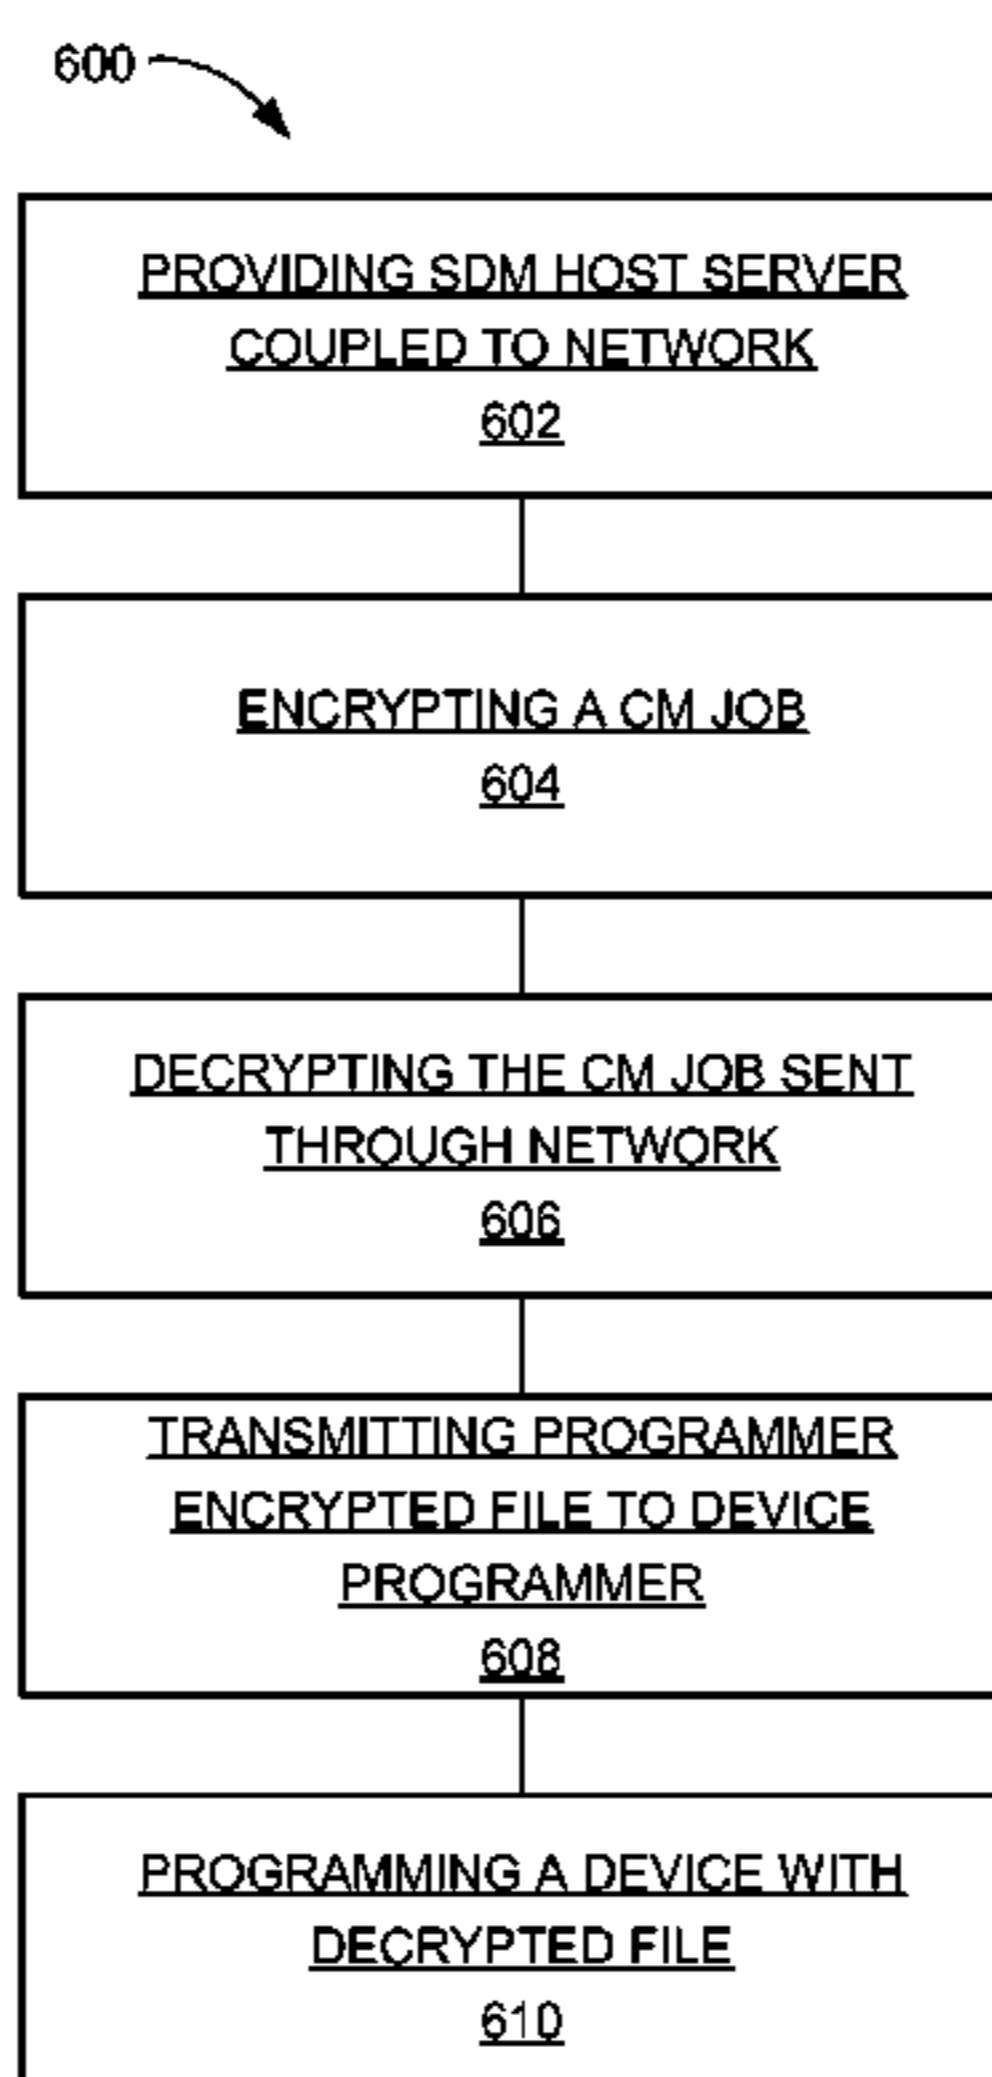 600
PROVIDING SDM HOST SERVER
COUPLED TO NETWORK
602
ENCRYPTING A CM JOB
604
DECRYPTING THE CM JOB SENT
THROUGH NETWORK
606
TRANSMITTING PROGRAMMER
ENCRYPTED FILE TO DEVICE
PROGRAMMER
608
PROGRAMMING A DEVICE WITH
DECRYPTED FILE
610